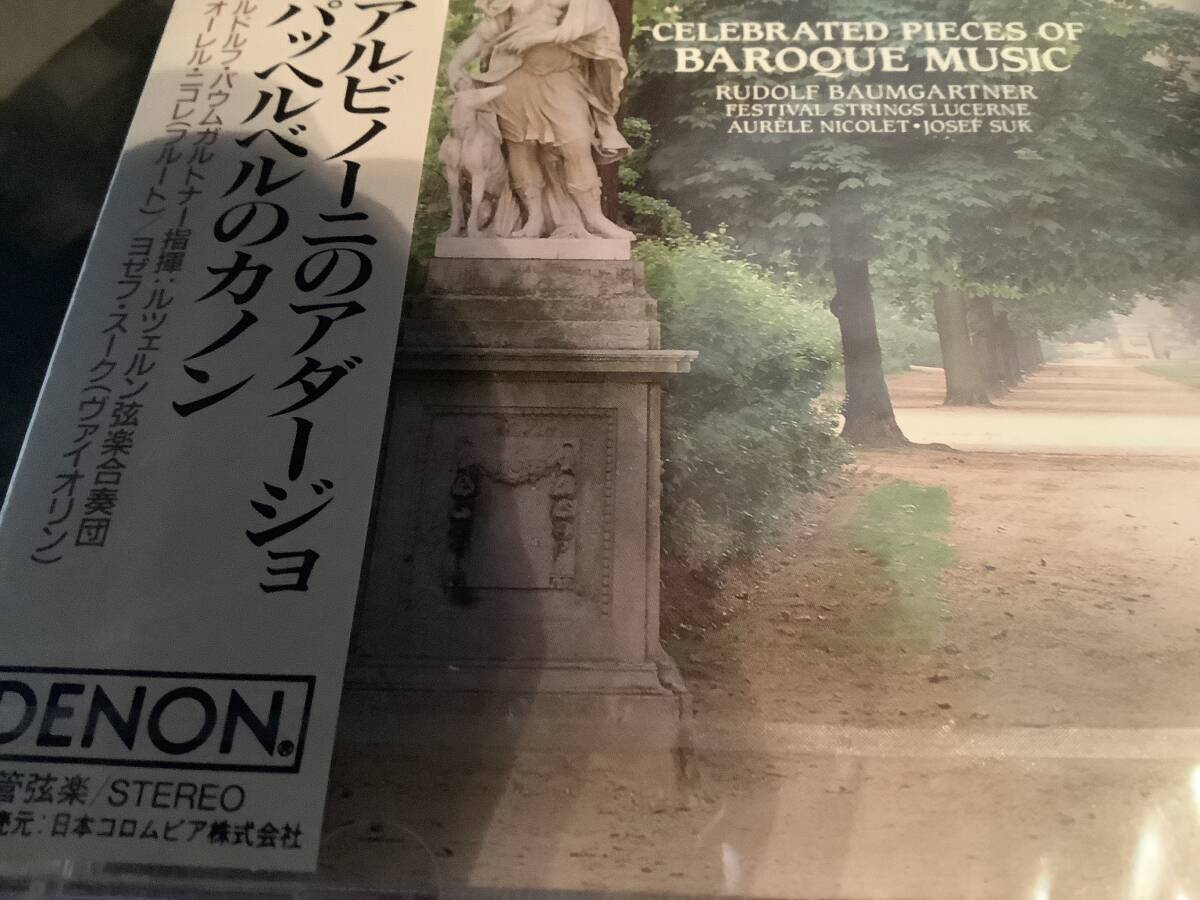 アルビノーニのアダージョ
パッヘルベルのカノン
ルドルフ・バウムガルトナー指揮:ルツェルン弦楽合奏団
オーレル・ニコレ(フルート)/ヨゼフ・スーク(ヴァイオリン)
DENON®
管弦楽/STEREO
売元:日本コロムビア株式会社
CELEBRATED PIECES OF
BAROQUE MUSIC
RUDOLF BAUMGARTNER
FESTIVAL STRINGS LUCERNE
AURÈLE NICOLET・JOSEF SUK